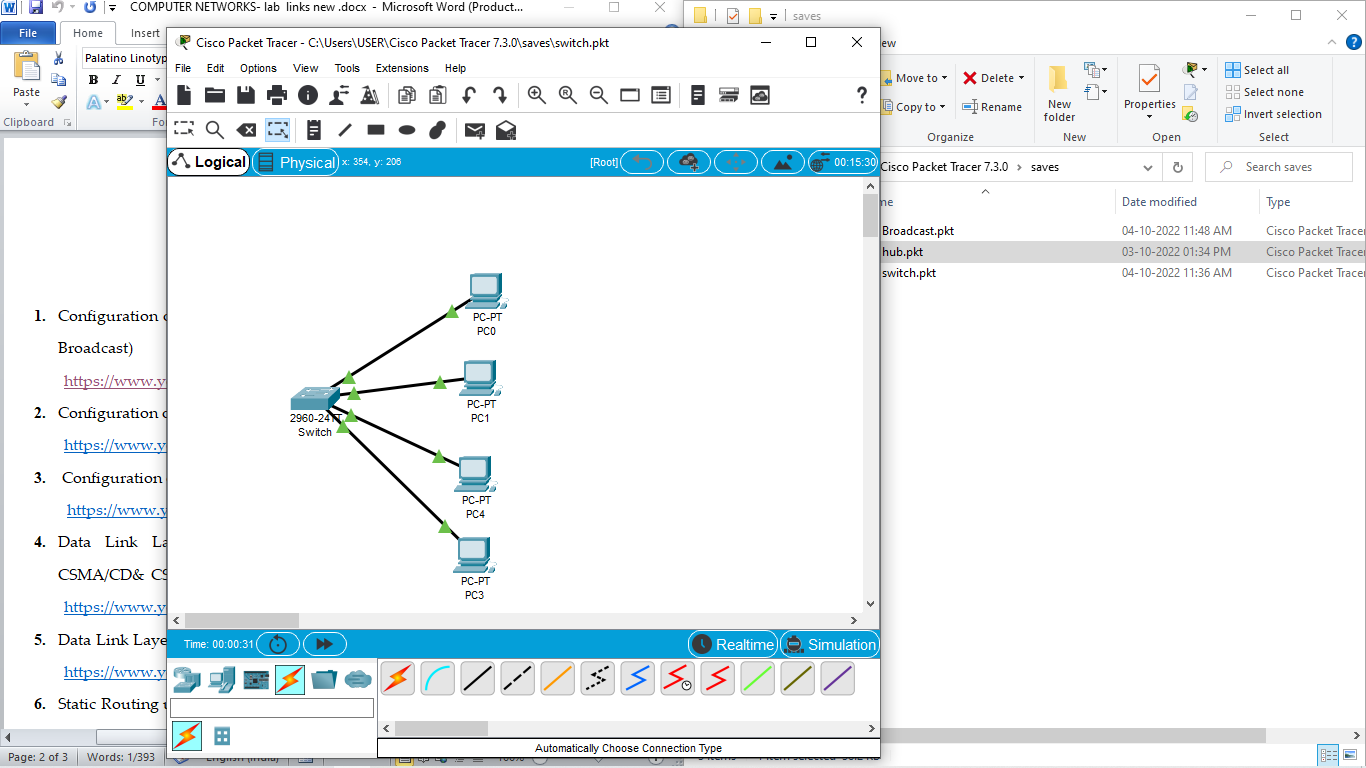 COMPUTER NETWORKS- lab links new .docx - Microsoft Word (Product...
File
Home
Insert
Palatino Linotyp
Paste
B I U
Clipboard
saves
Cisco Packet Tracer - C:\Users\USER\Cisco Packet Tracer 7.3.0\saves\switch.pkt
File Edit Options View Tools Extensions Help
Logical
Physical
x: 354, y: 206
[Root]
00:15:30
PC-PT
PC0
PC-PT
PC1
2960-24TT
Switch
PC-PT
PC4
PC-PT
PC3
Time: 00:00:31
Realtime
Simulation
Automatically Choose Connection Type
1. Configuration
Broadcast)
https://www.y
2. Configuration
https://www.y
3. Configuration
https://www.y
4. Data Link La
CSMA/CD& CS
https://www.y
5. Data Link Laye
https://www.y
6. Static Routing
Page: 2 of 3
Words: 1/393
English (India)
100%
Move to
Copy to
Delete
Rename
Organize
New
folder
New
Properties
Open
Select all
Select none
Invert selection
Select
Cisco Packet Tracer 7.3.0 > saves
Search saves
Date modified
Type
Broadcast.pkt 04-10-2022 11:48 AM Cisco Packet Tracer
hub.pkt 03-10-2022 01:34 PM Cisco Packet Tracer
switch.pkt 04-10-2022 11:36 AM Cisco Packet Tracer